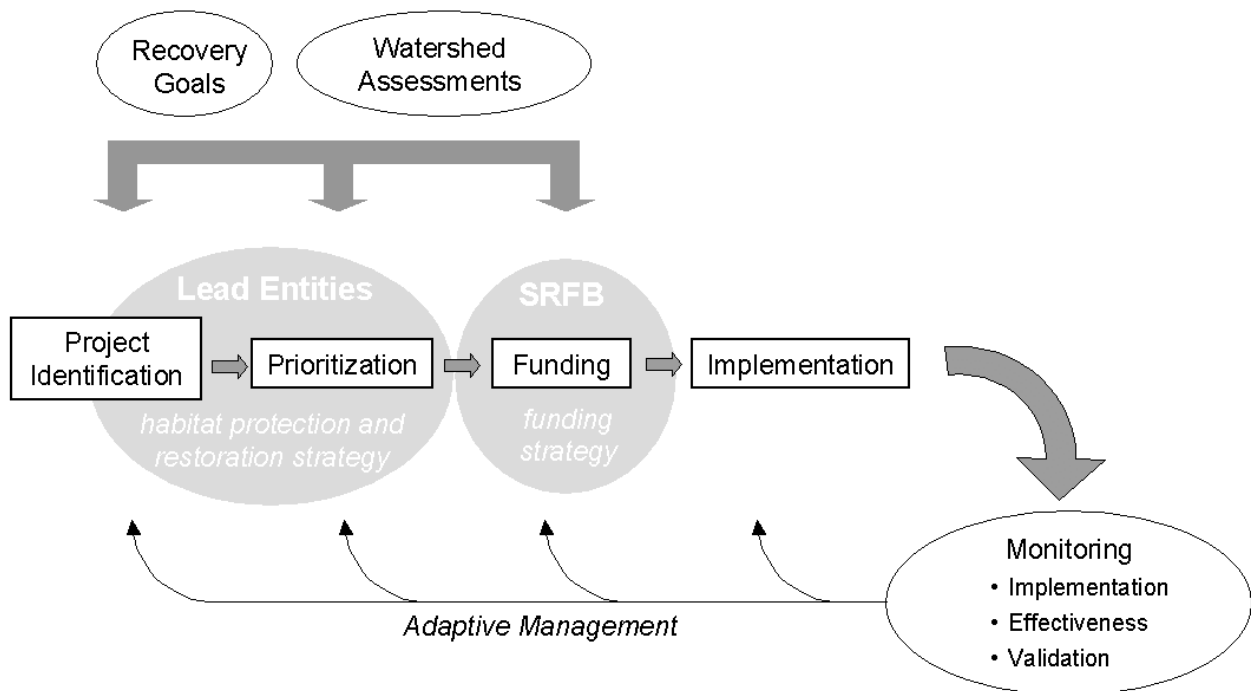 Recovery
Goals
Watershed
Assessments
Lead Entities
SRFB
Project
Identification
Prioritization
Funding
Implementation
habitat protection and
restoration strategy
funding
strategy
Monitoring
• Implementation
• Effectiveness
• Validation
Adaptive Management